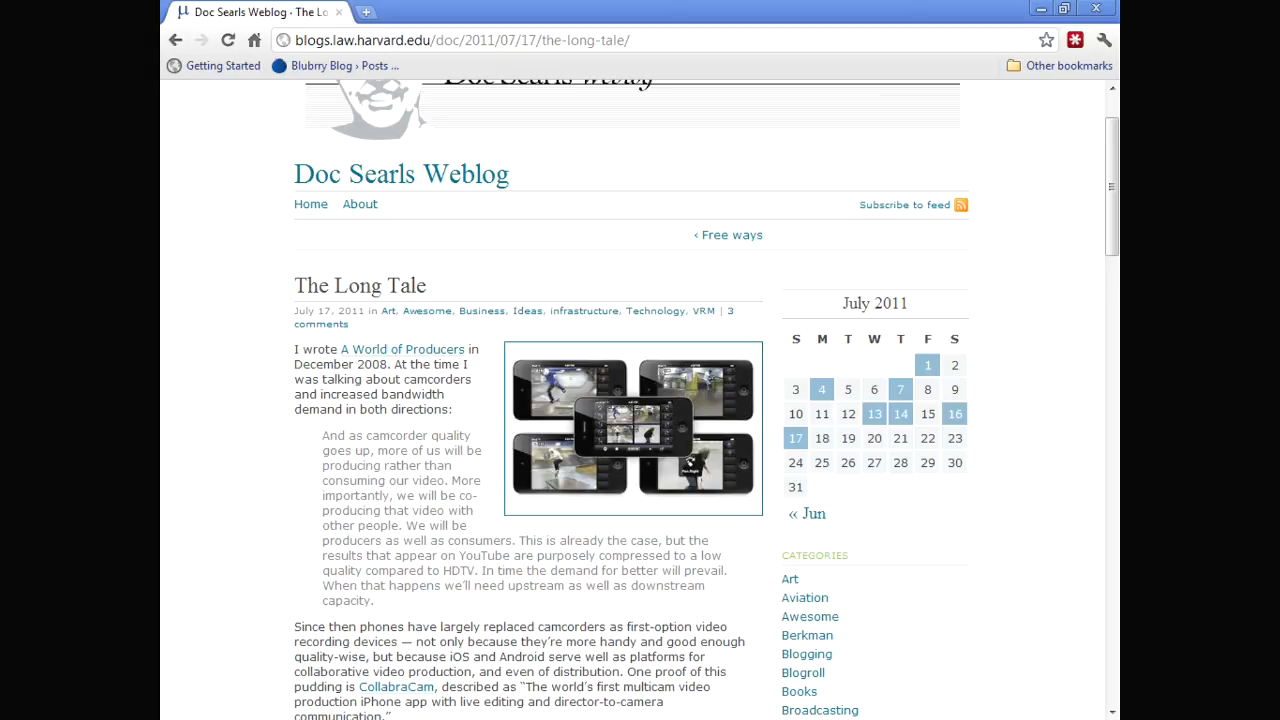 Doc Searls Weblog · The Lo
blogs.law.harvard.edu/doc/2011/07/17/the-long-tale/
Getting Started
Blubrry Blog › Posts ...
Other bookmarks
Doc Searls Weblog
Doc Searls Weblog
Home About
Subscribe to feed
‹ Free ways
The Long Tale
July 17, 2011 in Art, Awesome, Business, Ideas, infrastructure, Technology, VRM | 3
comments
I wrote A World of Producers in
December 2008. At the time I
was talking about camcorders
and increased bandwidth
demand in both directions:
And as camcorder quality
goes up, more of us will be
producing rather than
consuming our video. More
importantly, we will be co-
producing that video with
other people. We will be
producers as well as consumers. This is already the case, but the
results that appear on YouTube are purposely compressed to a low
quality compared to HDTV. In time the demand for better will prevail.
When that happens we'll need upstream as well as downstream
capacity.
Since then phones have largely replaced camcorders as first-option video
recording devices — not only because they're more handy and good enough
quality-wise, but because iOS and Android serve well as platforms for
collaborative video production, and even of distribution. One proof of this
pudding is CollabraCam, described as “The world's first multicam video
production iPhone app with live editing and director-to-camera
communication.”
July 2011
S M T W T F S
1 2
3 4 5 6 7 8 9
10 11 12 13 14 15 16
17 18 19 20 21 22 23
24 25 26 27 28 29 30
31
« Jun
CATEGORIES
Art
Aviation
Awesome
Berkman
Blogging
Blogroll
Books
Broadcasting